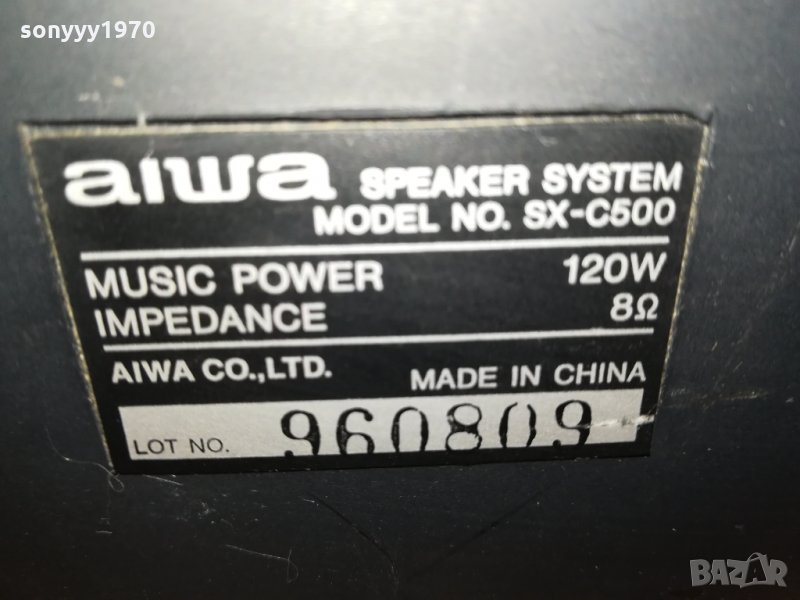 sonyyy1970
aiwa SPEAKER SYSTEM
MODEL NO. SX-C500
MUSIC POWER 120W
IMPEDANCE 8Ω
AIWA CO.,LTD. MADE IN CHINA
LOT NO. 960809
BAZAR